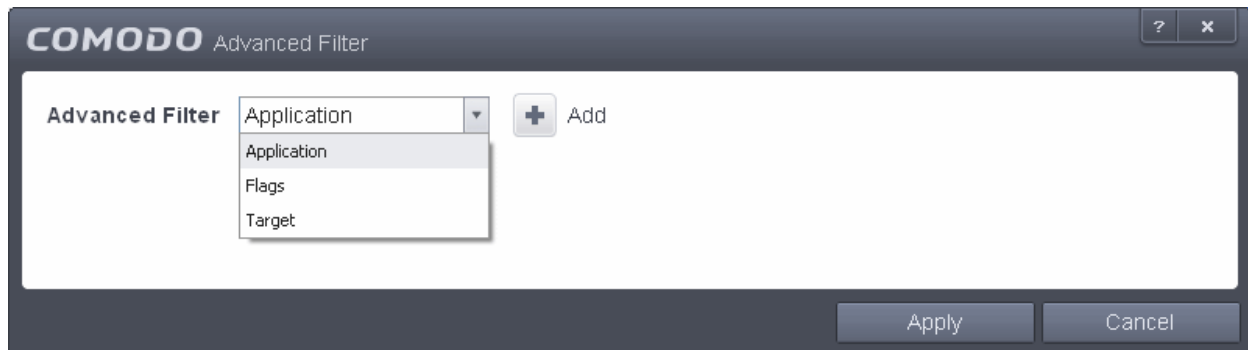 COMODO Advanced Filter ? x
Advanced Filter Application + Add
Application
Flags
Target
Apply Cancel